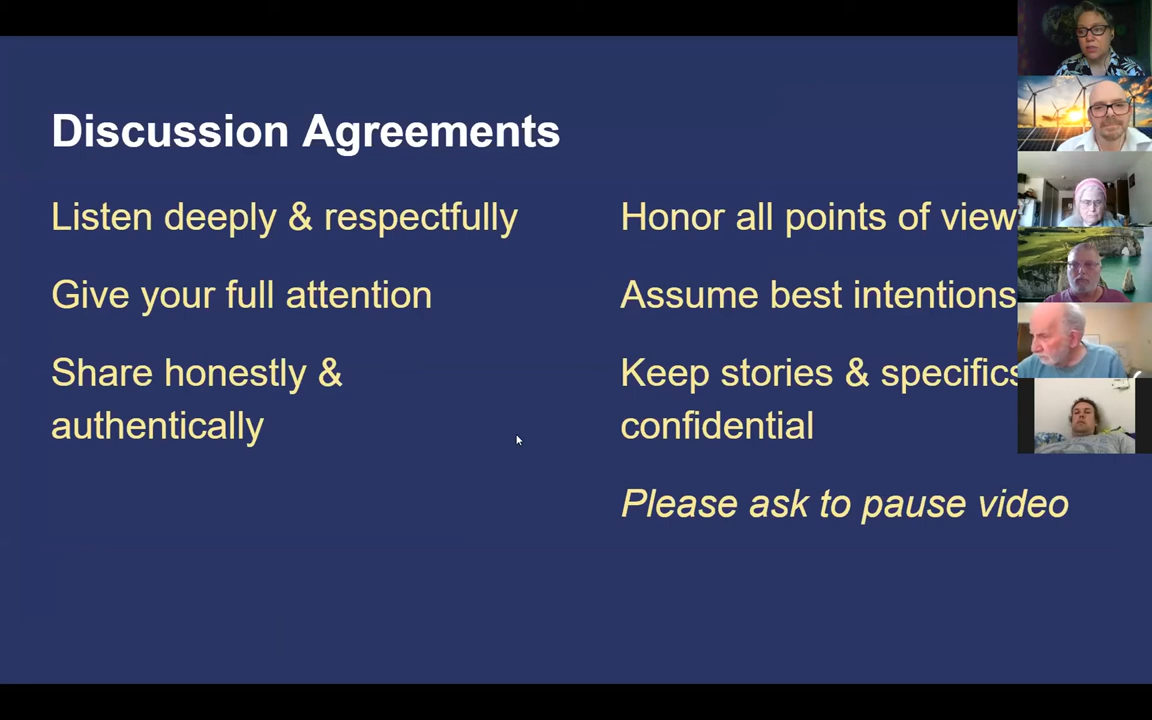 Discussion Agreements
Listen deeply & respectfully
Give your full attention
Share honestly &
authentically
Honor all points of view
Assume best intentions
Keep stories & specifics
confidential
Please ask to pause video